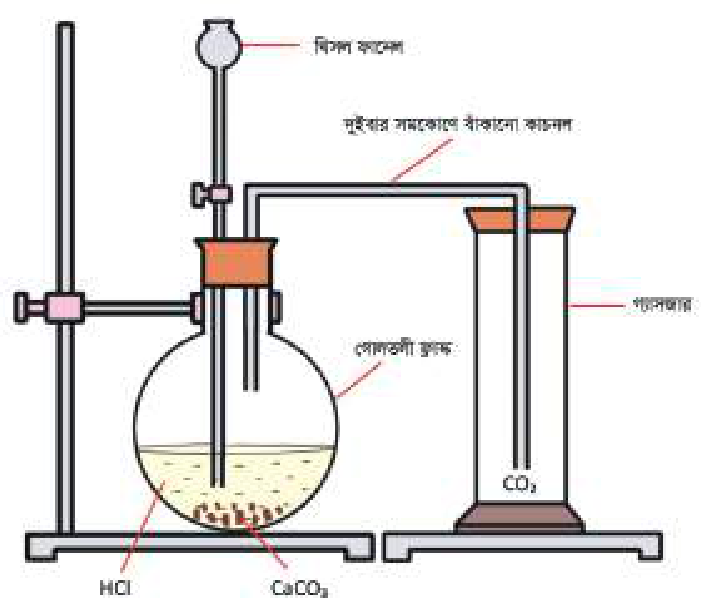 থিসল ফানেল
দুইবার সমকোণে বাঁকানো কাচনল
গ্যাসজার
গোলতলী ফ্লাস্ক
CO₂
HCl
CaCO₃